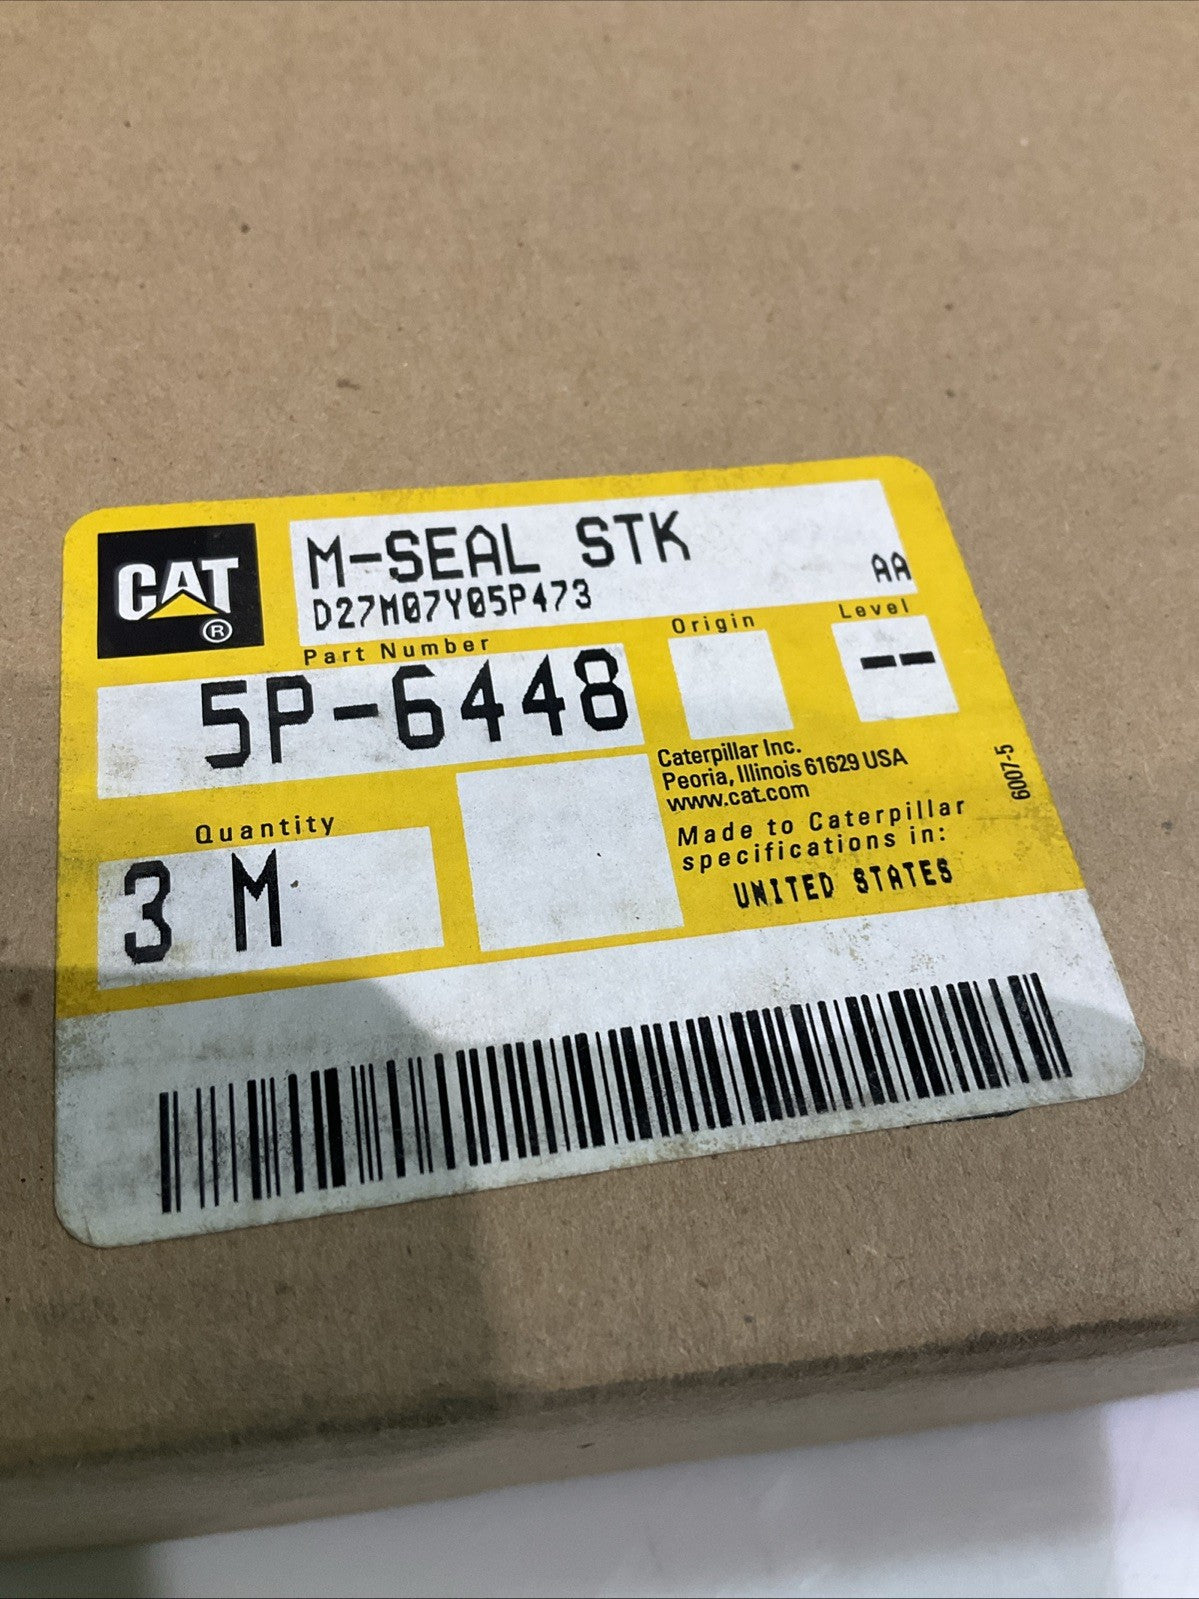 CAT
®
M-SEAL STK
D27M07Y05P473 AA
Part Number Origin Level
5P-6448 --
Caterpillar Inc.
Peoria, Illinois 61629 USA
www.cat.com
6007-5
Quantity
3 M
Made to Caterpillar
specifications in:
UNITED STATES